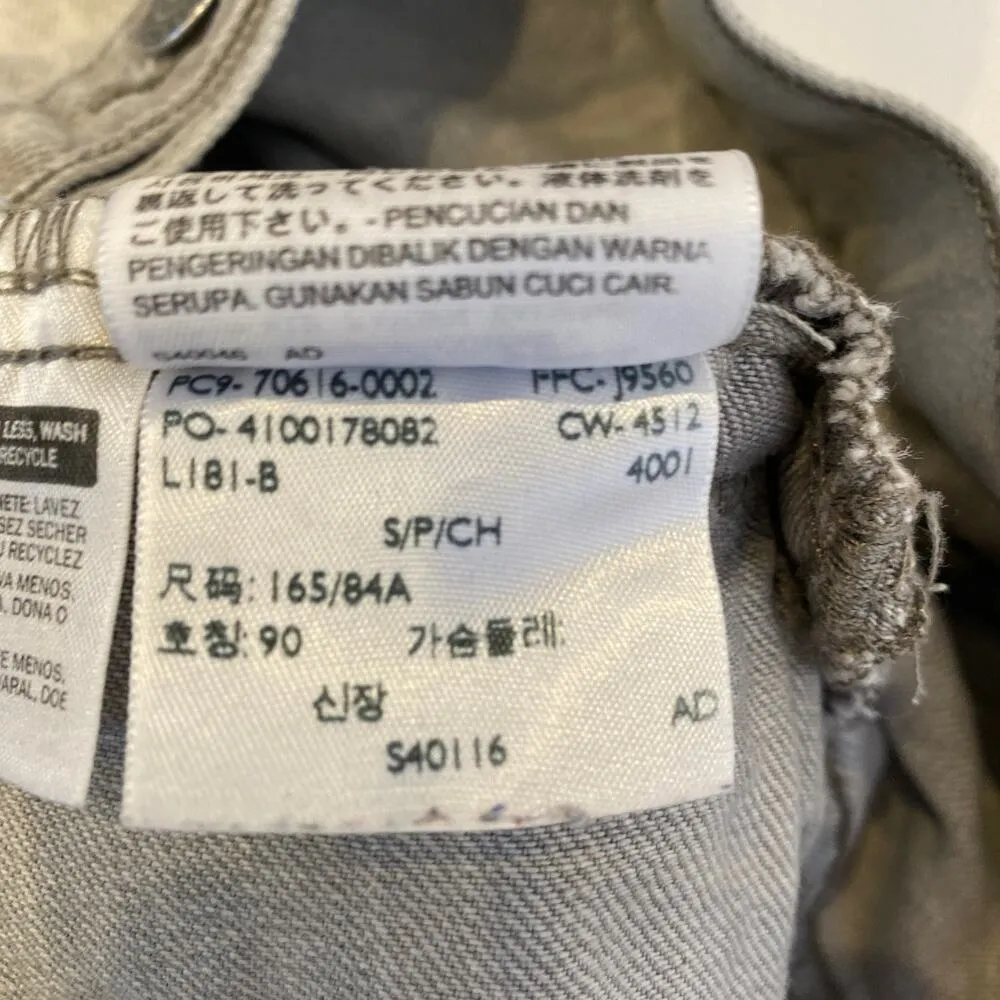 裏返して洗ってください。液体洗剤を
ご使用下さい。-PENCUCIAN DAN
PENGERINGAN DIBALIK DENGAN WARNA
SERUPA. GUNAKAN SABUN CUCI CAIR.
AD
PC9-70616-0002 FFC-J9560
PO-4100178082 CW-4512
L181-B 4001
S/P/CH
尺码: 165/84A
호칭: 90 가슴둘레:
신장 AD
S40116
LESS, WASH
RECYCLE
LAVEZ
SECHER
RECYCLEZ
MENOS,
DONA O
MENOS,